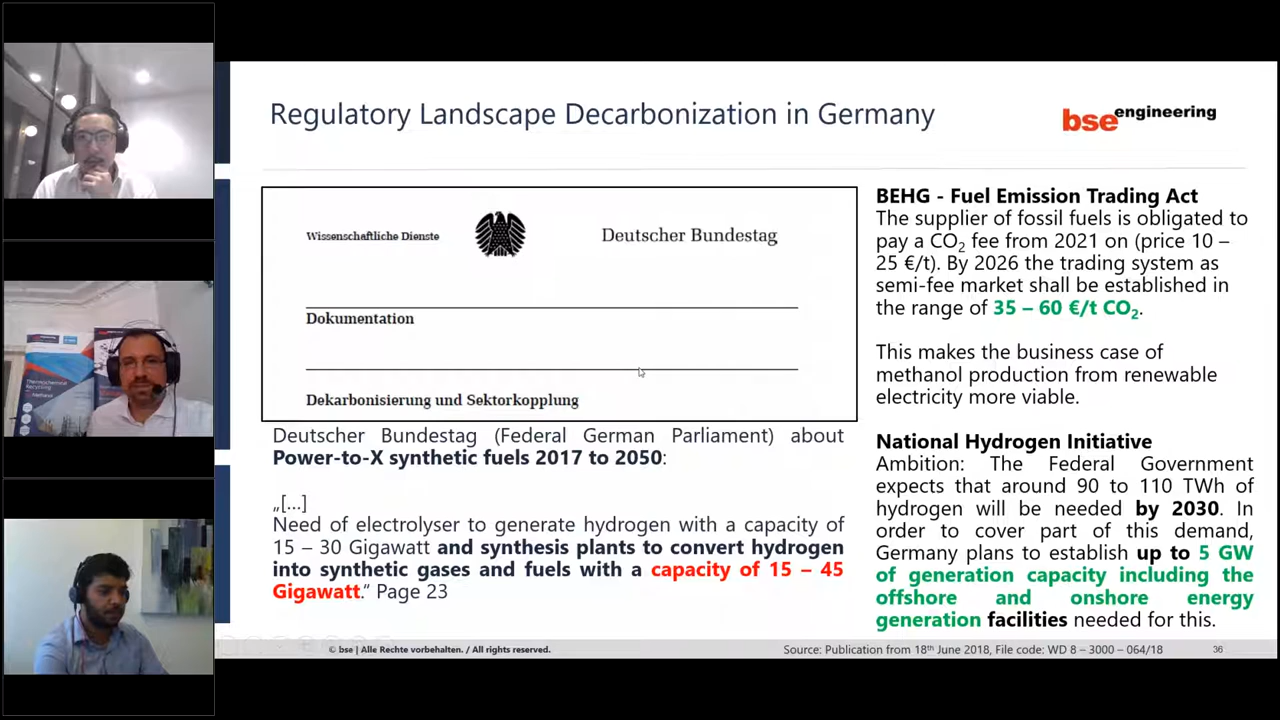 Regulatory Landscape Decarbonization in Germany
bse engineering
Wissenschaftliche Dienste
Deutscher Bundestag
Dokumentation
Dekarbonisierung und Sektorkopplung
Deutscher Bundestag (Federal German Parliament) about
Power-to-X synthetic fuels 2017 to 2050:
„[...]
Need of electrolyser to generate hydrogen with a capacity of
15 – 30 Gigawatt and synthesis plants to convert hydrogen
into synthetic gases and fuels with a capacity of 15 – 45
Gigawatt.“ Page 23
BEHG - Fuel Emission Trading Act
The supplier of fossil fuels is obligated to
pay a CO₂ fee from 2021 on (price 10 –
25 €/t). By 2026 the trading system as
semi-fee market shall be established in
the range of 35 – 60 €/t CO₂.
This makes the business case of
methanol production from renewable
electricity more viable.
National Hydrogen Initiative
Ambition: The Federal Government
expects that around 90 to 110 TWh of
hydrogen will be needed by 2030. In
order to cover part of this demand,
Germany plans to establish up to 5 GW
of generation capacity including the
offshore and onshore energy
generation facilities needed for this.
© bse | Alle Rechte vorbehalten. / All rights reserved.
Source: Publication from 18th June 2018, File code: WD 8 – 3000 – 064/18
36